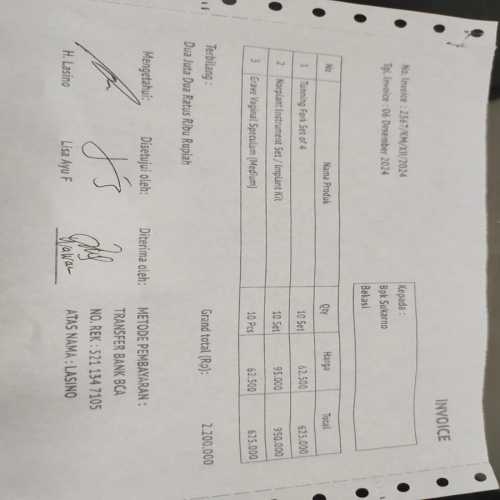 INVOICE
No. Invoice : 2367/KM/XII/2024
Tgl. Invoice : 06 Desember 2024
Kepada :
Bpk Sukarno
Bekasi
No Nana Produk Qty Harga Total
1 Tunning Fork Set of 4 10 Set 62.500 625.000
2 Norplant Instrument Set / Implant Kit 10 Set 95.000 950.000
3 Grave Vaginal Speculum (Medium) 10 Pcs 62.500 625.000
Grand total (Rp): 2.200.000
Terbilang :
Dua Juta Dua Ratus Ribu Rupiah
Mengetahui: Disetujui oleh: Diterima oleh:
H. Lasino Lisa Ayu F
METODE PEMBAYARAN :
TRANSFER BANK BCA
NO. REK : 521 134 7105
ATAS NAMA : LASINO